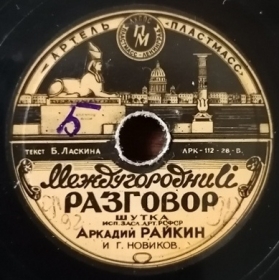 АРТЕЛЬ „ПЛАСТМАСС"
5
ТЕКСТ Б. ЛАСКИНА
АРК-112-26-Б.
Междугородний
РАЗГОВОР
ШУТКА
ИСП. ЗАСЛ. АРТ. РСФСР
АРКАДИЙ РАЙКИН
И Г. НОВИКОВ.